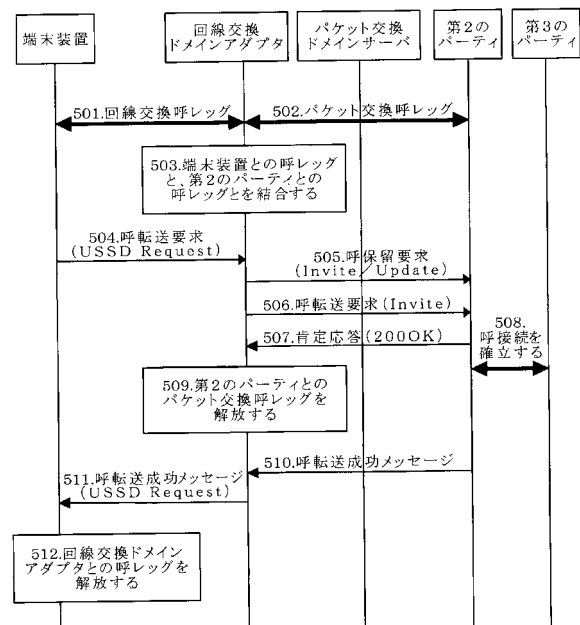 端末装置
回線交換
ドメインアダプタ
パケット交換
ドメインサーバ
第2の
パーティ
第3の
パーティ
501.回線交換呼レッグ
502.パケット交換呼レッグ
503.端末装置との呼レッグ
と、第2のパーティとの
呼レッグとを結合する
504.呼転送要求
(USSD Request)
505.呼保留要求
(Invite／Update)
506.呼転送要求(Invite)
507.肯定応答(200OK)
508.
呼接続を
確立する
509.第2のパーティとの
パケット交換呼レッグを
解放する
510.呼転送成功メッセージ
511.呼転送成功メッセージ
(USSD Request)
512.回線交換ドメイン
アダプタとの呼レッグを
解放する